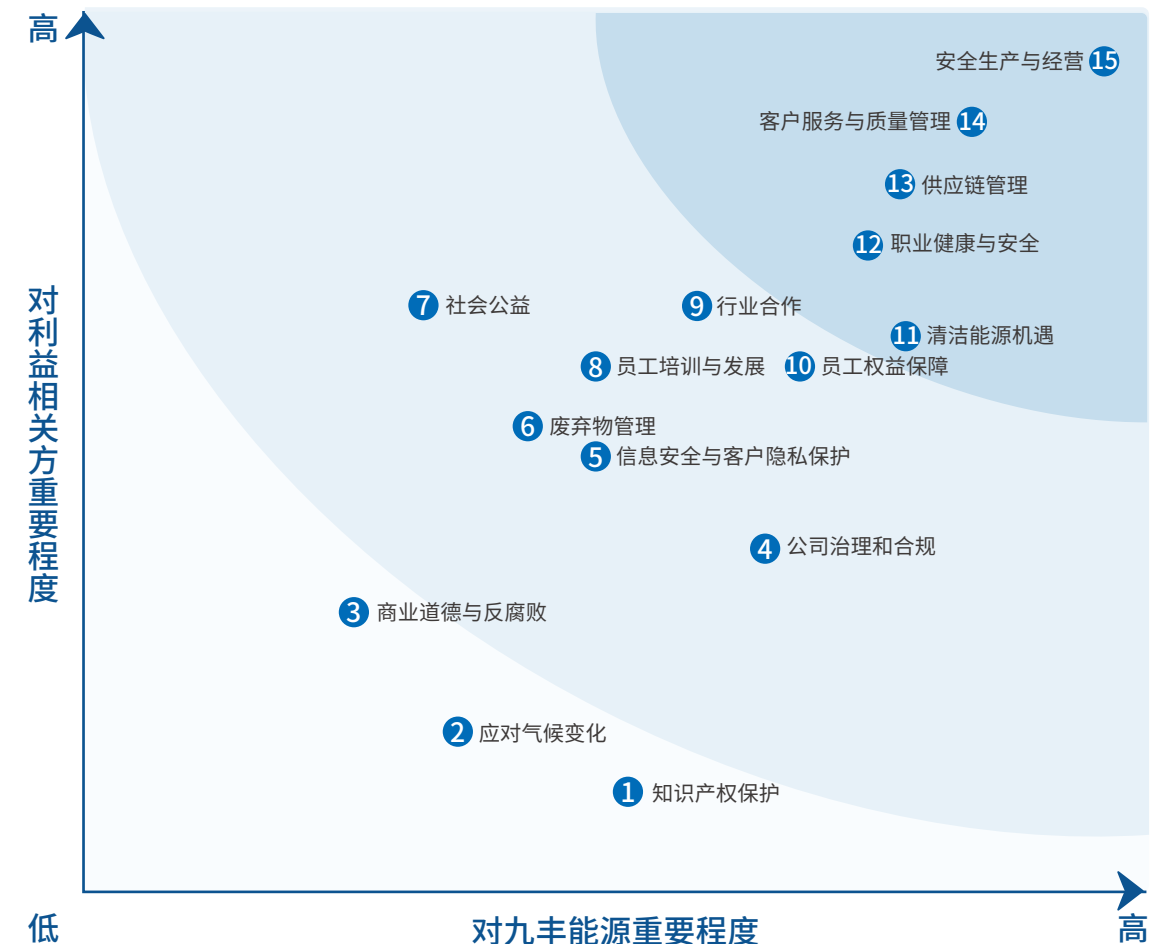 高
安全生产与经营 15
客户服务与质量管理 14
13 供应链管理
12 职业健康与安全
7 社会公益
9 行业合作
11 清洁能源机遇
8 员工培训与发展
10 员工权益保障
6 废弃物管理
5 信息安全与客户隐私保护
4 公司治理和合规
3 商业道德与反腐败
2 应对气候变化
1 知识产权保护
对利益相关方重要程度
低
对九丰能源重要程度
高